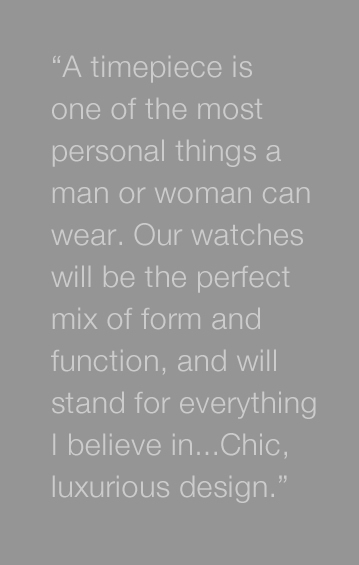 “A timepiece is
one of the most
personal things a
man or woman can
wear. Our watches
will be the perfect
mix of form and
function, and will
stand for everything
I believe in...Chic,
luxurious design.”